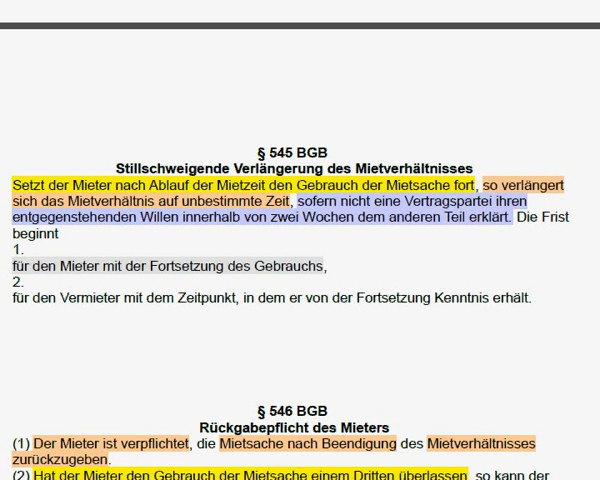 § 545 BGB
Stillschweigende Verlängerung des Mietverhältnisses
Setzt der Mieter nach Ablauf der Mietzeit den Gebrauch der Mietsache fort, so verlängert
sich das Mietverhältnis auf unbestimmte Zeit, sofern nicht eine Vertragspartei ihren
entgegenstehenden Willen innerhalb von zwei Wochen dem anderen Teil erklärt. Die Frist
beginnt
1.
für den Mieter mit der Fortsetzung des Gebrauchs,
2.
für den Vermieter mit dem Zeitpunkt, in dem er von der Fortsetzung Kenntnis erhält.
§ 546 BGB
Rückgabepflicht des Mieters
(1) Der Mieter ist verpflichtet, die Mietsache nach Beendigung des Mietverhältnisses
zurückzugeben.
(2) Hat der Mieter den Gebrauch der Mietsache einem Dritten überlassen, so kann der